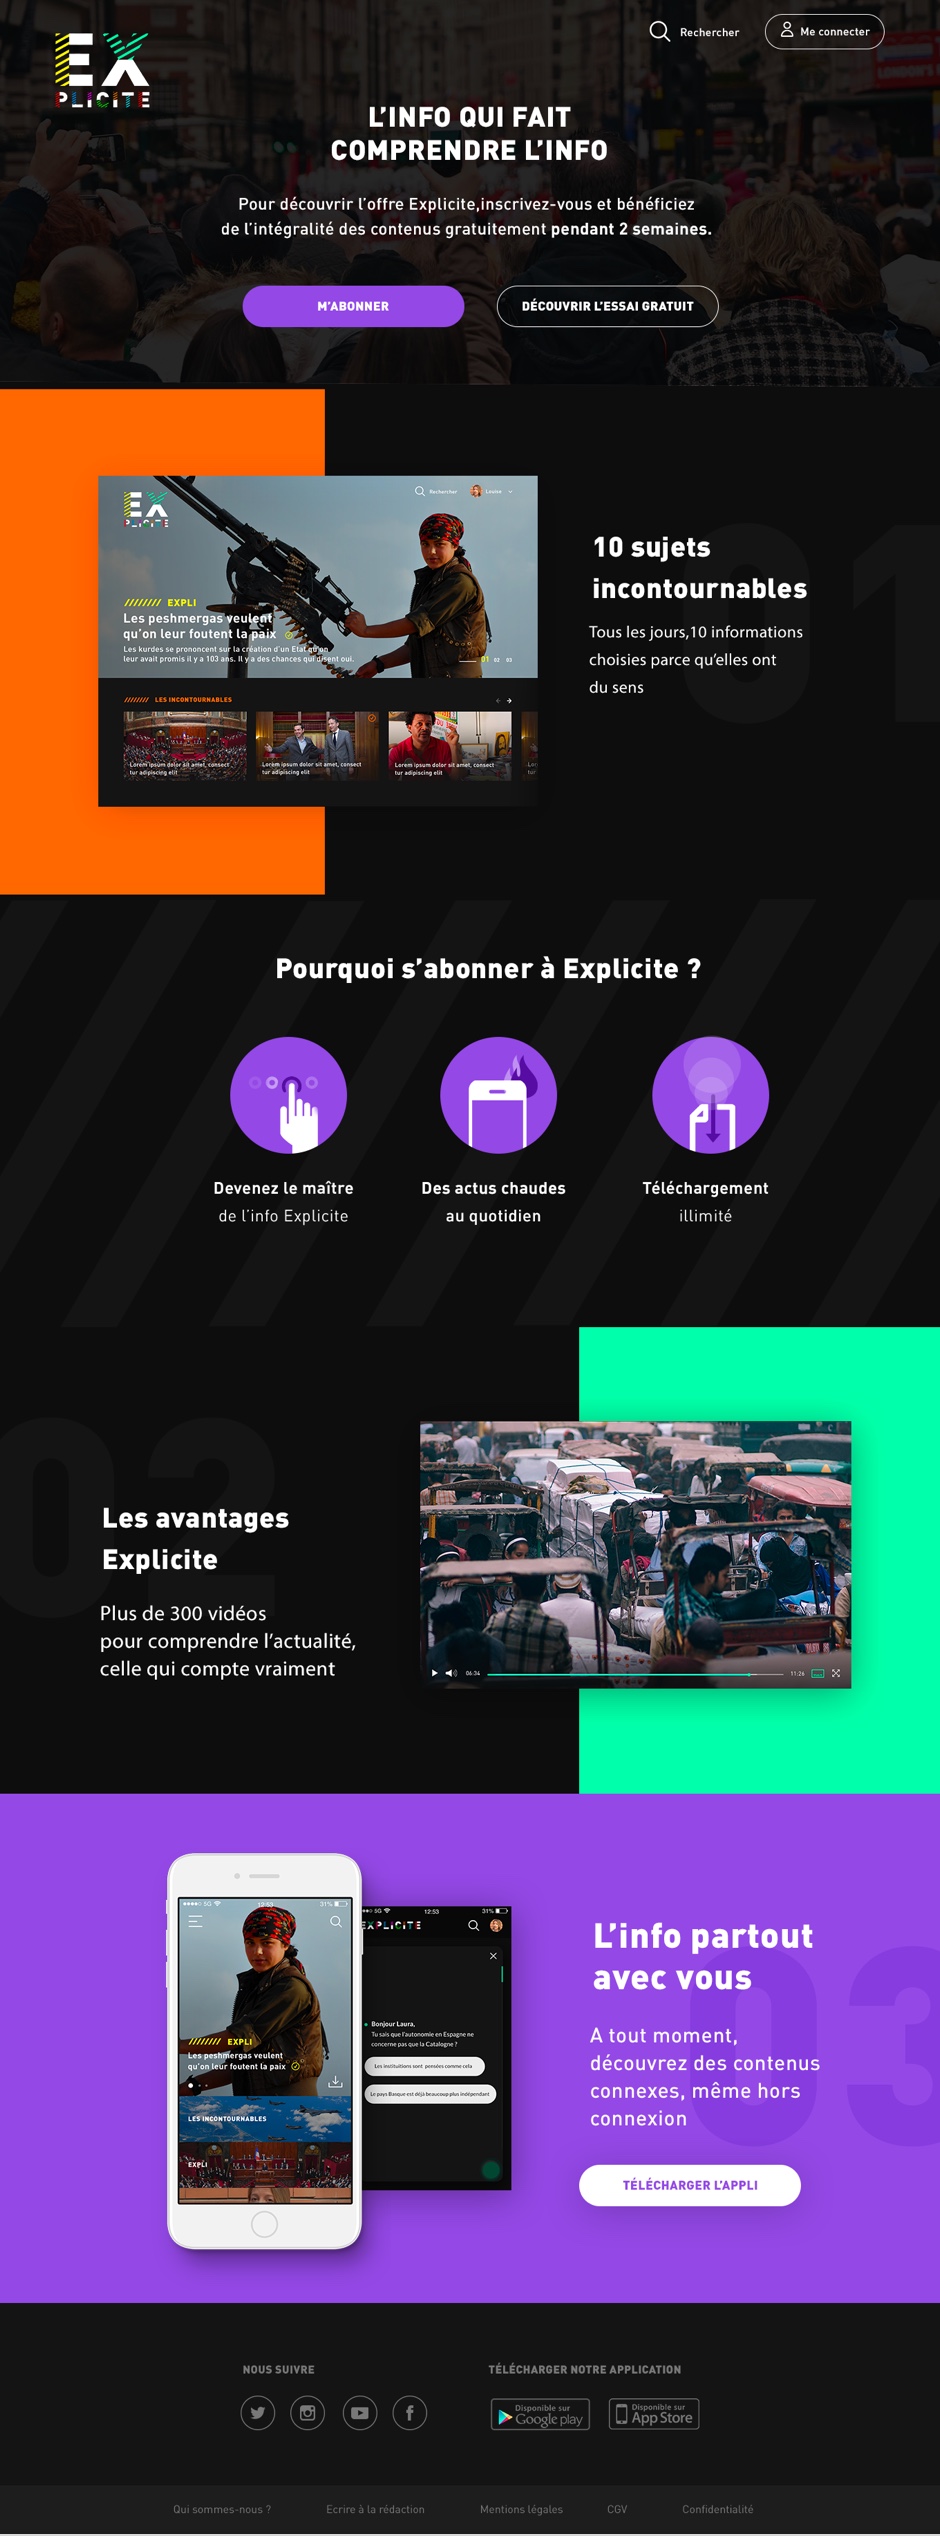 EX
PLICITE
Rechercher
Me connecter
L'INFO QUI FAIT
COMPRENDRE L'INFO
Pour découvrir l'offre Explicite,inscrivez-vous et bénéficiez
de l'intégralité des contenus gratuitement pendant 2 semaines.
M'ABONNER
DÉCOUVRIR L'ESSAI GRATUIT
EX
PLICITE
Rechercher
Louise
//////// EXPLI
Les peshmergas veulent
qu'on leur foutent la paix
Les kurdes se prononcent sur la création d'un Etat qu'on
leur avait promis il y a 103 ans. Il y a des chances qui disent oui.
01 02 03
//////// LES INCONTOURNABLES
Lorem ipsum dolor sit amet, consect
tur adipiscing elit
Lorem ipsum dolor sit amet, consect
tur adipiscing elit
Lorem ipsum dolor sit amet, consect
tur adipiscing elit
Lor
tur
01
10 sujets
incontournables
Tous les jours,10 informations
choisies parce qu'elles ont
du sens
Pourquoi s'abonner à Explicite ?
Devenez le maître
de l'info Explicite
Des actus chaudes
au quotidien
Téléchargement
illimité
02
Les avantages
Explicite
Plus de 300 vidéos
pour comprendre l'actualité,
celle qui compte vraiment
06:34
11:26
5G
12:53
31%
//////// EXPLI
Les peshmergas veulent
qu'on leur foutent la paix
LES INCONTOURNABLES
EXPLI
5G
12:53
31%
EXPLICITE
Bonjour Laura,
Tu sais que l'autonomie en Espagne ne
concerne pas que la Catalogne ?
Les instituitions sont pensées comme cela
Le pays Basque est déjà beaucoup plus indépendant
03
L'info partout
avec vous
A tout moment,
découvrez des contenus
connexes, même hors
connexion
TÉLÉCHARGER L'APPLI
NOUS SUIVRE
TÉLÉCHARGER NOTRE APPLICATION
Disponible sur
Google play
Disponible sur
App Store
Qui sommes-nous ?
Ecrire à la rédaction
Mentions légales
CGV
Confidentialité